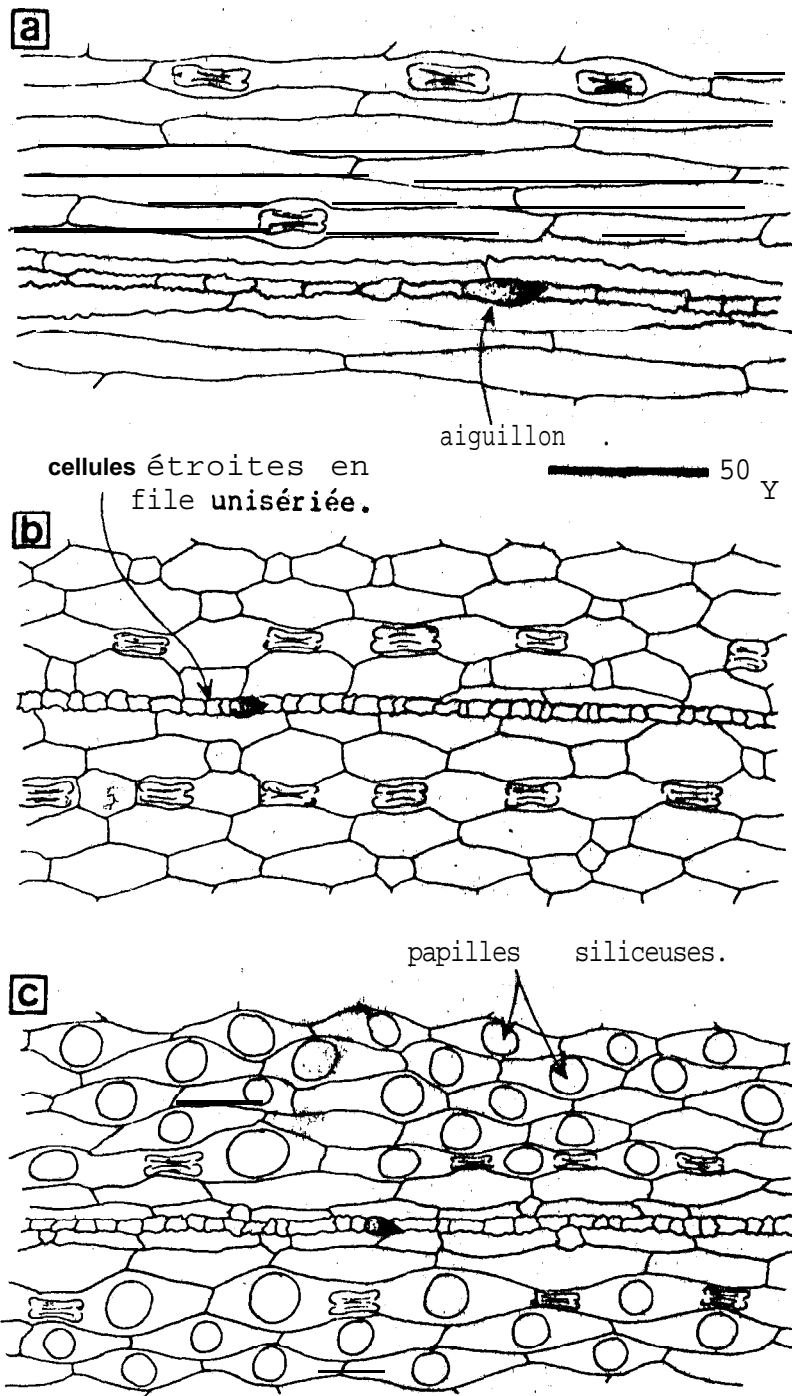 a
aiguillon .
50
Y
cellules étroites en
file unisériée.
b
papilles siliceuses.
c